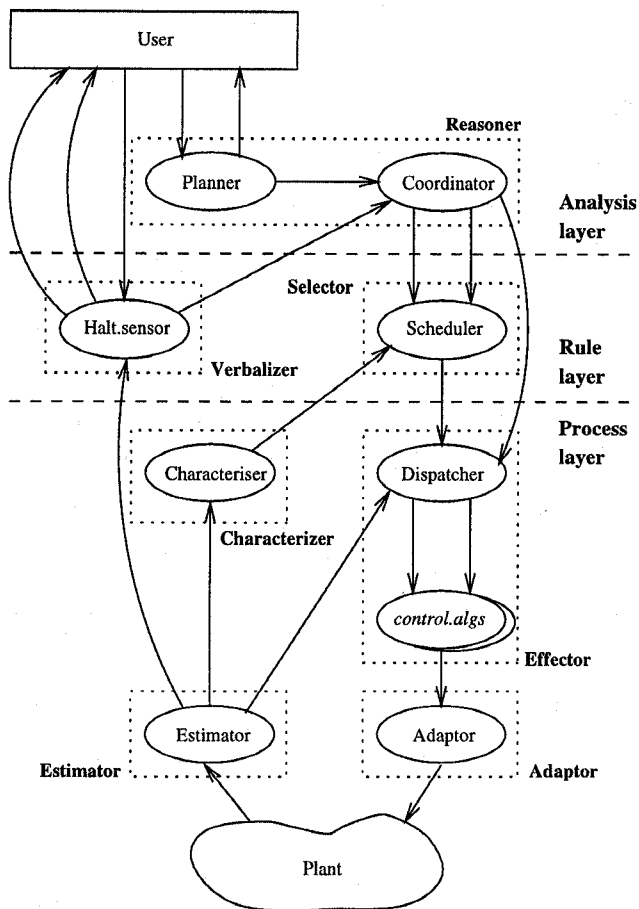 User
Reasoner
Planner
Coordinator
Analysis
layer
Selector
Halt.sensor
Scheduler
Verbalizer
Rule
layer
Process
layer
Characteriser
Dispatcher
Characterizer
control.algs
Effector
Estimator
Adaptor
Estimator
Adaptor
Plant